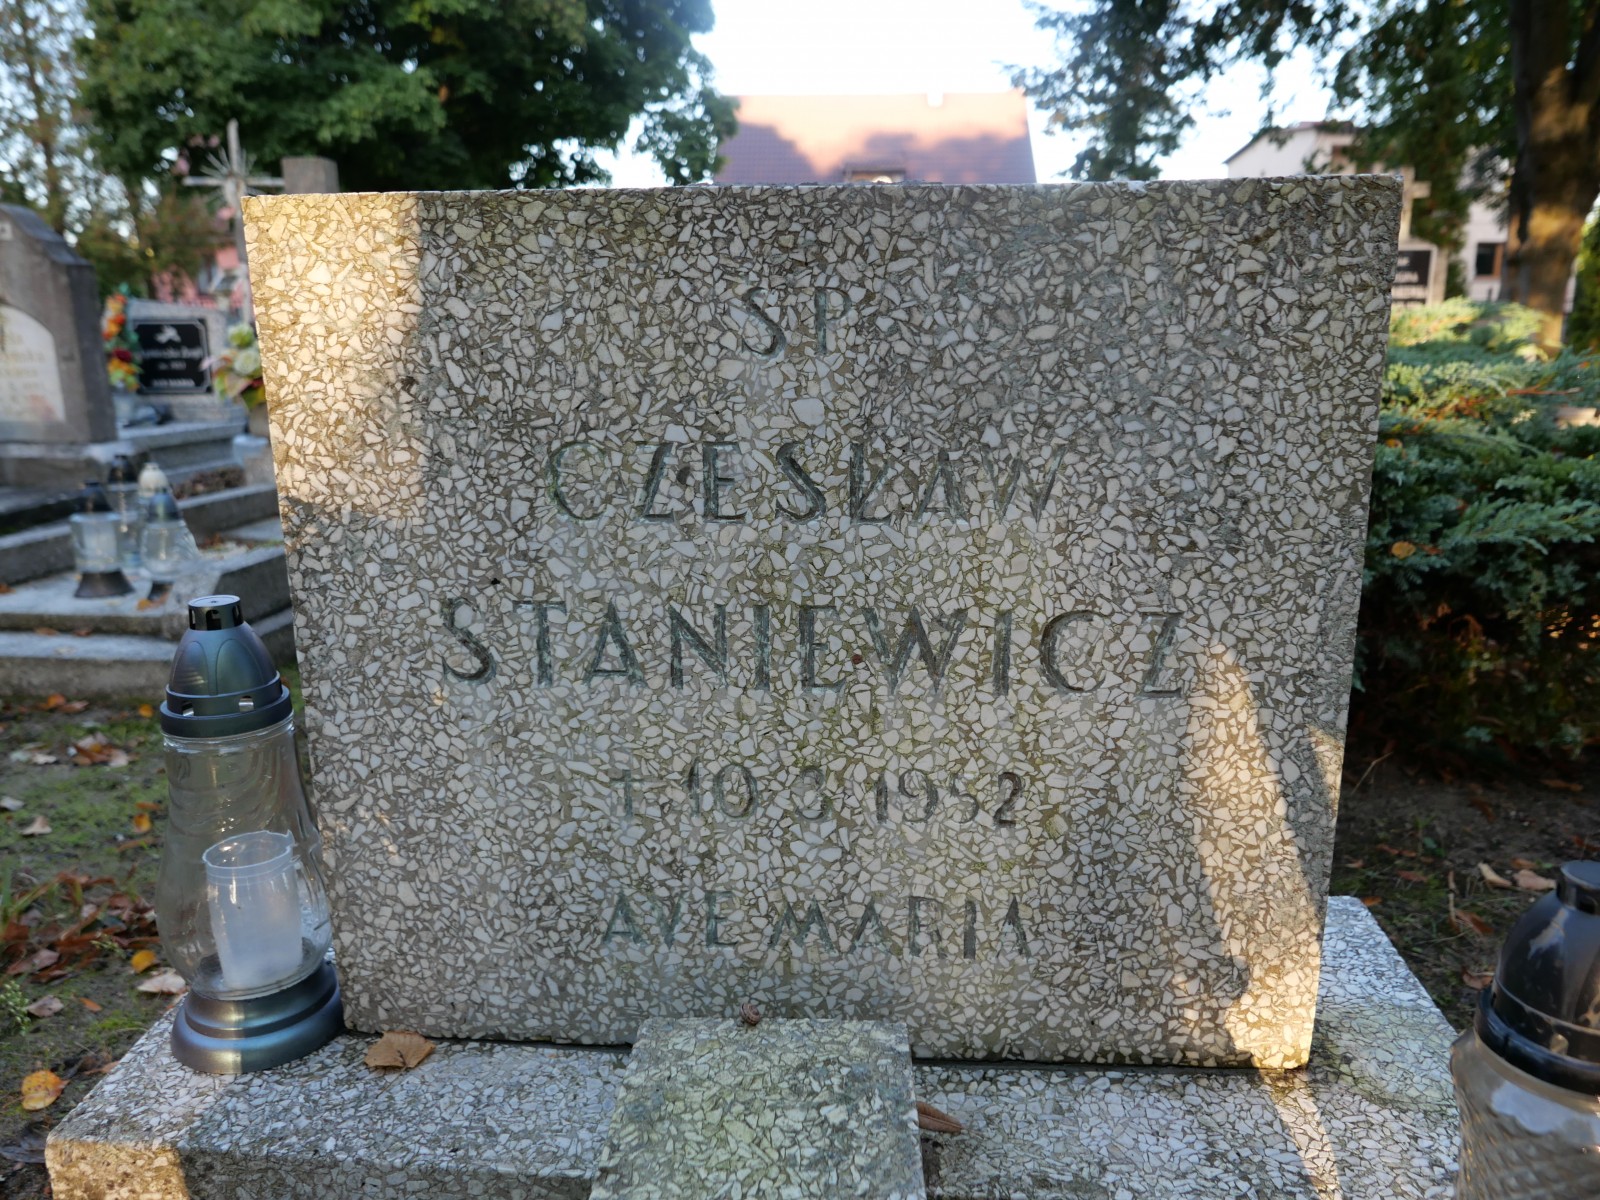 SP
CZESŁAW
STANIEWICZ
+ 10 3 1952
AVE MARIA